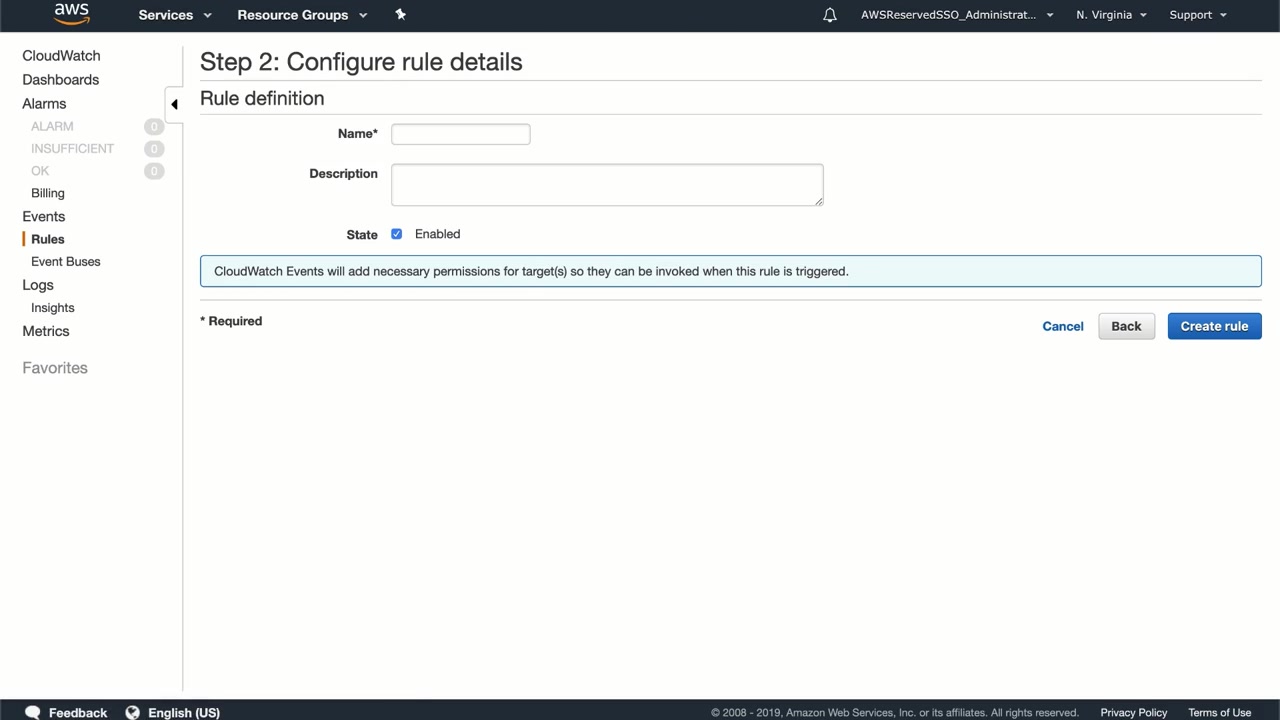 aws
Services
Resource Groups
AWSReservedSSO_Administrat...
N. Virginia
Support
CloudWatch
Dashboards
Alarms
ALARM 0
INSUFFICIENT 0
OK 0
Billing
Events
Rules
Event Buses
Logs
Insights
Metrics
Favorites
Step 2: Configure rule details
Rule definition
Name*
Description
State Enabled
CloudWatch Events will add necessary permissions for target(s) so they can be invoked when this rule is triggered.
* Required
Cancel
Back
Create rule
Feedback
English (US)
© 2008 - 2019, Amazon Web Services, Inc. or its affiliates. All rights reserved.
Privacy Policy
Terms of Use